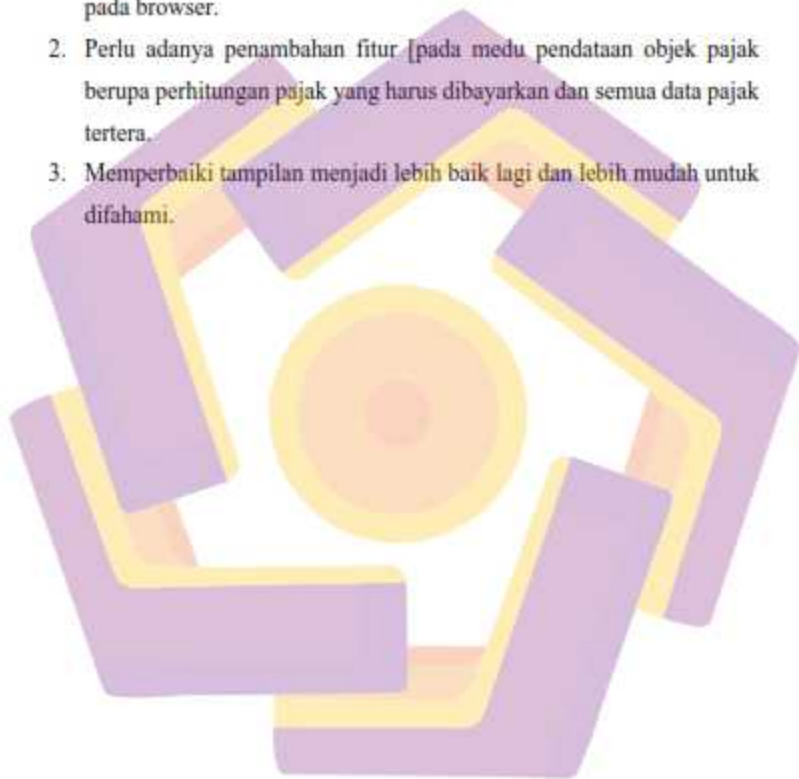 pada browser.
2. Perlu adanya penambahan fitur [pada medu pendataan objek pajak
berupa perhitungan pajak yang harus dibayarkan dan semua data pajak
tertera.
3. Memperbaiki tampilan menjadi lebih baik lagi dan lebih mudah untuk
difahami.